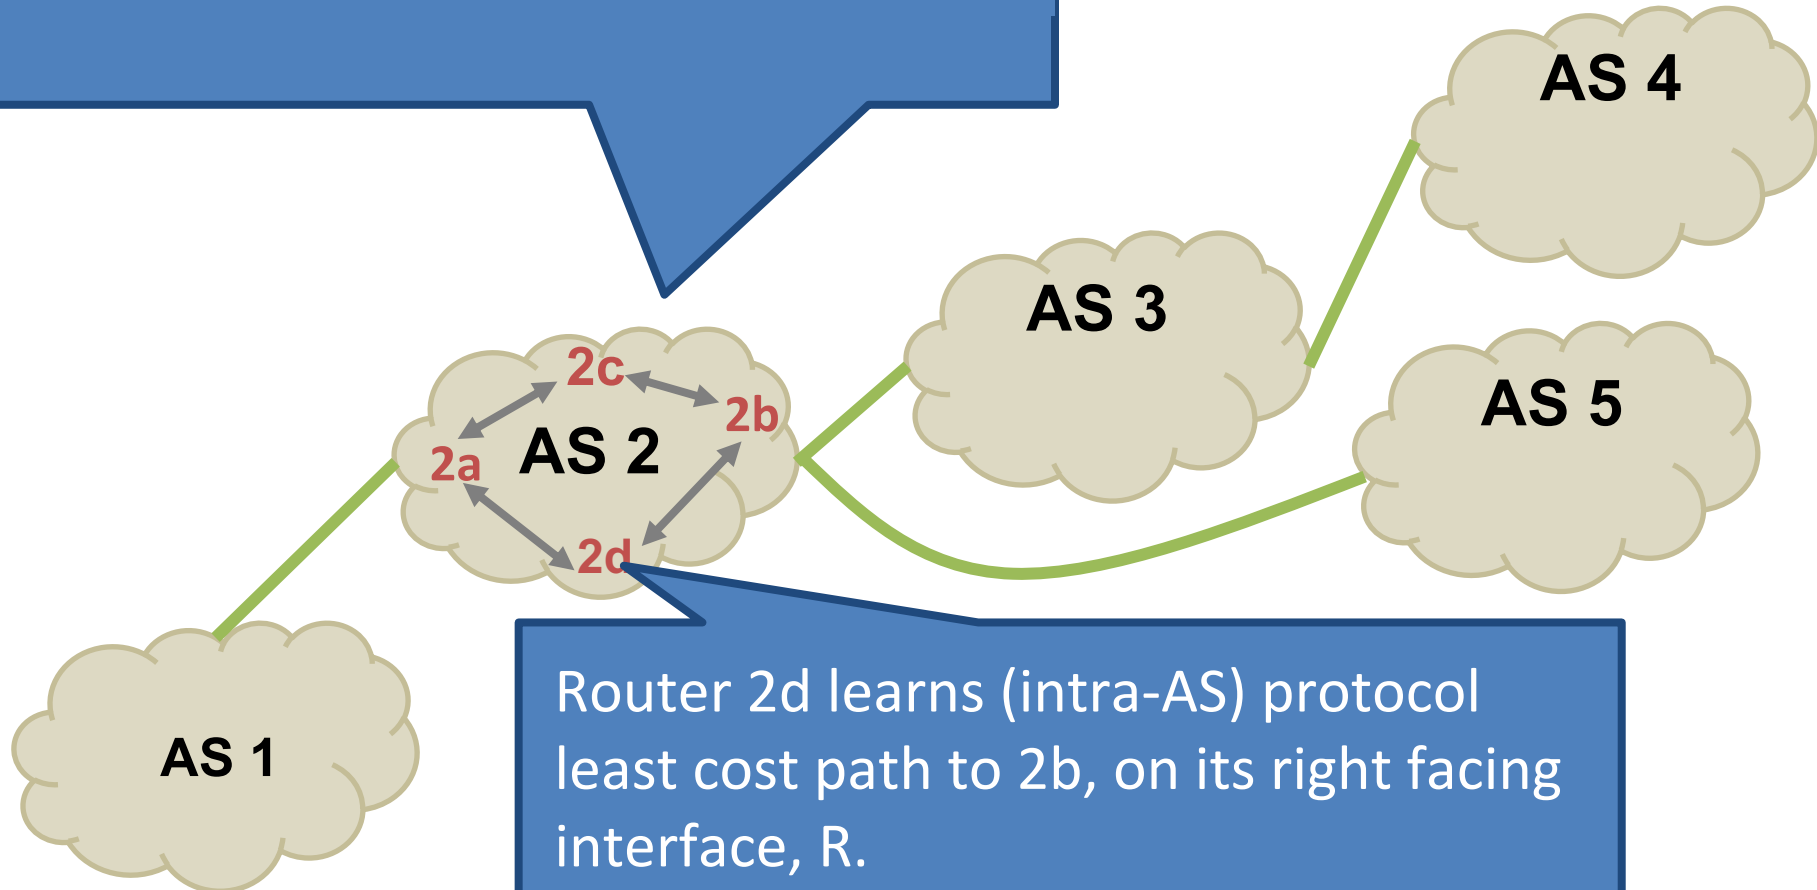 AS 4
AS 3
2c
AS 5
2b
AS 2
2a
2d
Router 2d learns (intra-AS) protocol
least cost path to 2b, on its right facing
interface, R.
AS 1